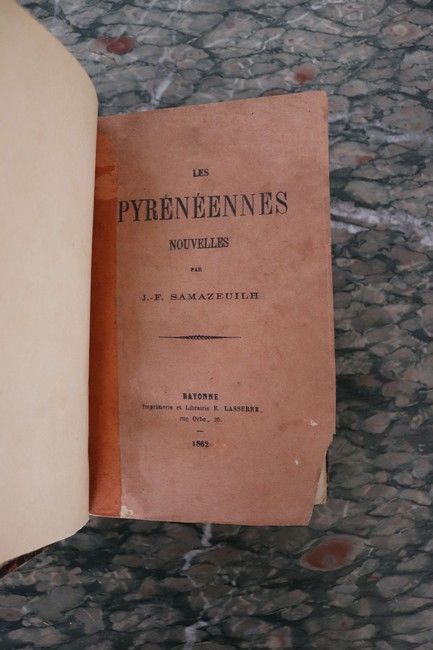 LES
PYRÉNÉENNES
NOUVELLES
PAR
J.-F. SAMAZEUILH
BAYONNE
Imprimerie et Librairie E. LASSERRE,
rue Orbe, 20.
1862